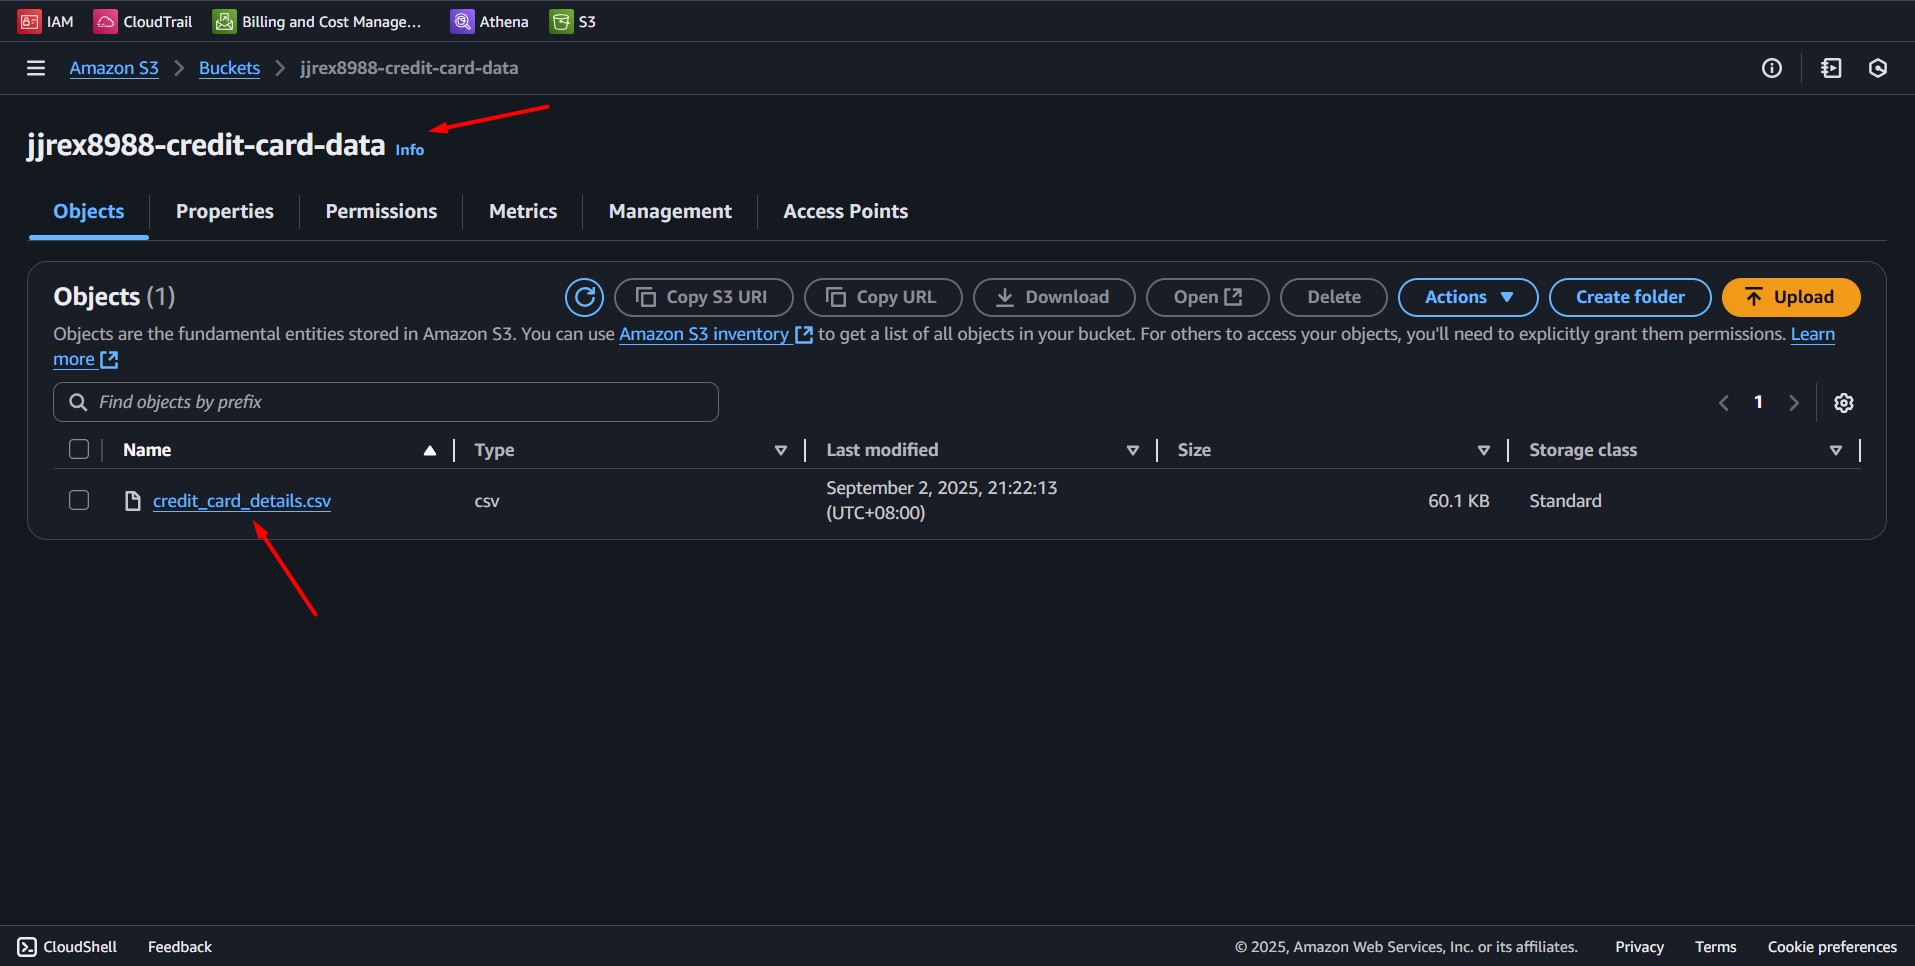 IAM CloudTrail Billing and Cost Manage... Athena S3
Amazon S3 > Buckets > jjrex8988-credit-card-data
jjrex8988-credit-card-data Info
Objects Properties Permissions Metrics Management Access Points
Objects (1) Copy S3 URI Copy URL Download Open Delete Actions Create folder Upload
Objects are the fundamental entities stored in Amazon S3. You can use Amazon S3 inventory to get a list of all objects in your bucket. For others to access your objects, you'll need to explicitly grant them permissions. Learn
more
Find objects by prefix 1
Name Type Last modified Size Storage class
credit_card_details.csv csv September 2, 2025, 21:22:13 60.1 KB Standard
(UTC+08:00)
CloudShell Feedback © 2025, Amazon Web Services, Inc. or its affiliates. Privacy Terms Cookie preferences